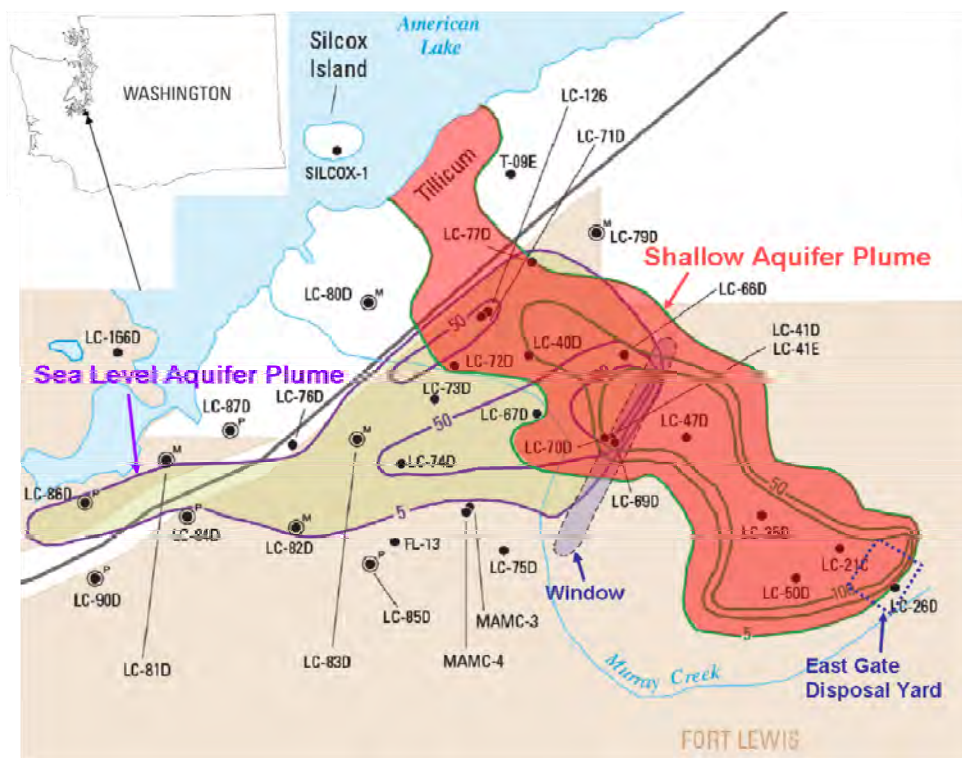 American
Lake
Silcox
Island
WASHINGTON
LC-126
LC-71D
SILCOX-1
T-09E
Tillicum
M
LC-79D
LC-77D
Shallow Aquifer Plume
LC-80D
M
LC-66D
50
LC-41D
LC-41E
LC-166D
LC-40D
LC-72D
Sea Level Aquifer Plume
LC-73D
LC-76D
LC-87D
P
50
LC-67D
LC-47D
LC-70D
M
M
LC-74D
50
LC-86D
P
LC-69D
5
LC-84D
P
LC-82D
M
LC-35D
FL-13
LC-75D
LC-21C
Window
LC-90D
P
P
LC-85D
LC-50D
100
LC-26D
MAMC-3
5
LC-81D
LC-83D
MAMC-4
Murray Creek
East Gate
Disposal Yard
FORT LEWIS